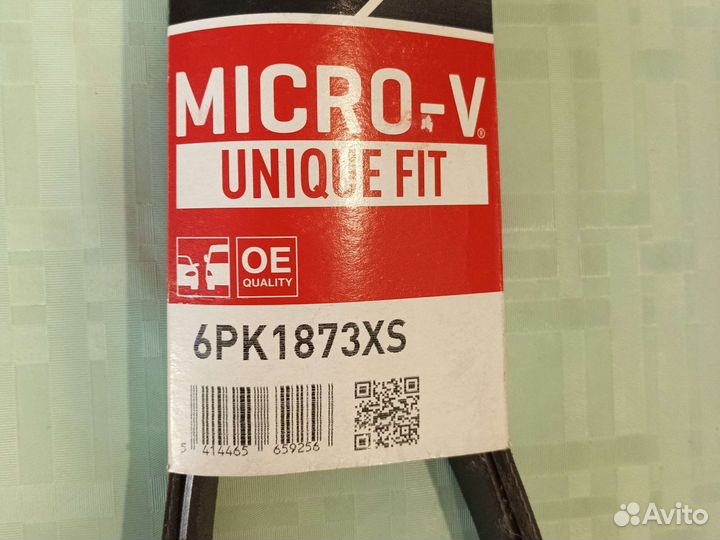 MICRO-V®
UNIQUE FIT
OE
QUALITY
6PK1873XS
5 414465 659256
Avito